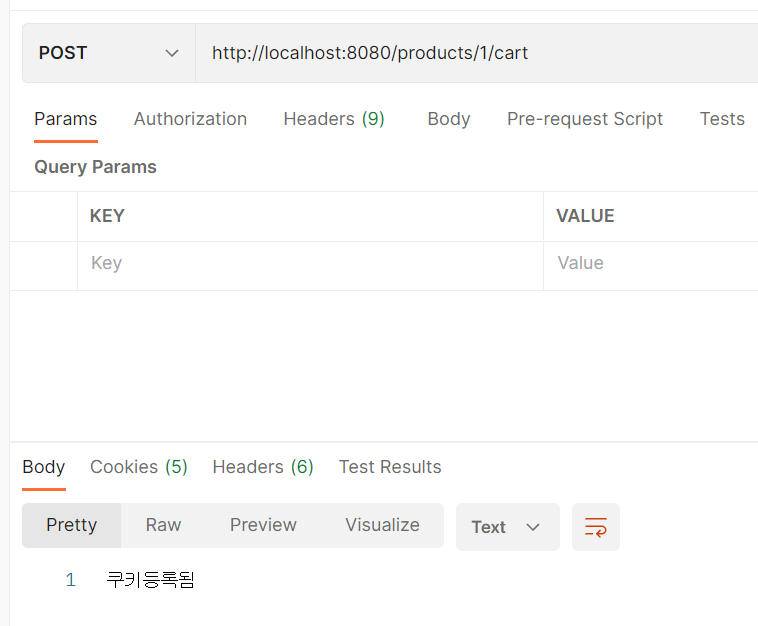 POST http://localhost:8080/products/1/cart
Params Authorization Headers (9) Body Pre-request Script Tests
Query Params
KEY VALUE
Key Value
Body Cookies (5) Headers (6) Test Results
Pretty Raw Preview Visualize Text
1 쿠키등록됨